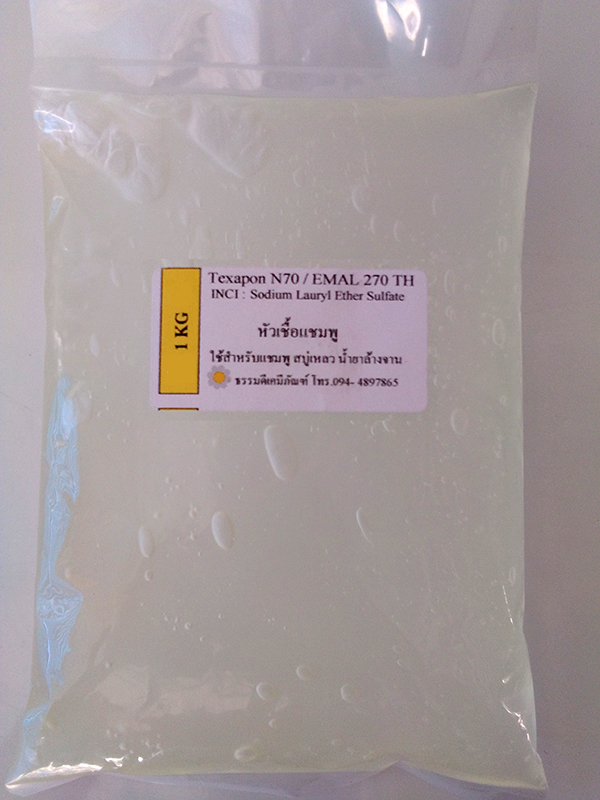 1 KG
Texapon N70 / EMAL 270 TH
INCI : Sodium Lauryl Ether Sulfate
หัวเชื้อแชมพู
ใช้สำหรับแชมพู สบู่เหลว น้ำยาล้างจาน
ธรรมดีเคมีภัณฑ์ โทร.094- 4897865